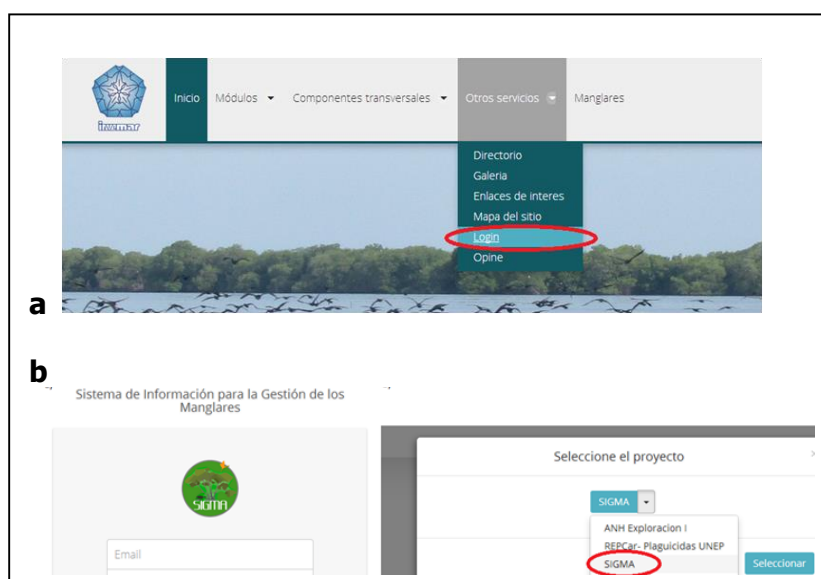 invemar
Inicio Módulos Componentes transversales Otros servicios Manglares
Directorio
Galeria
Enlaces de interes
Mapa del sitio
Login
Opine
a
b
Sistema de Información para la Gestión de los
Manglares
SIGMA
Email
Seleccione el proyecto
SIGMA
ANH Exploracion I
REPCar- Plaguicidas UNEP
SIGMA
Seleccionar